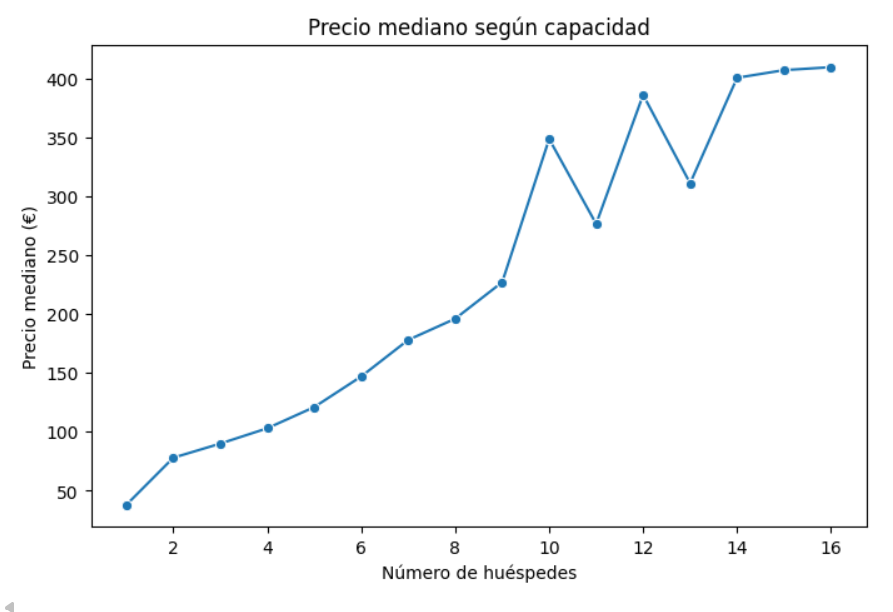 Precio mediano según capacidad
Precio mediano (€)
400
350
300
250
200
150
100
50
2 4 6 8 10 12 14 16
Número de huéspedes